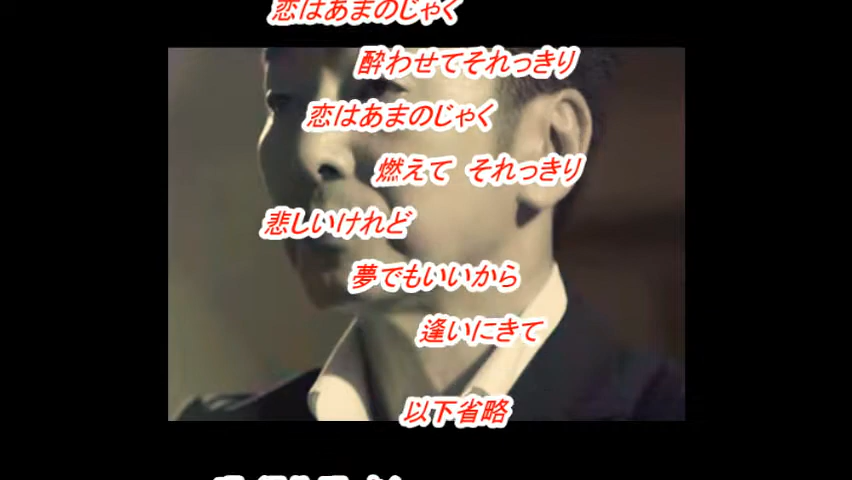 恋はあまのじゃく
酔わせてそれっきり
恋はあまのじゃく
燃えて それっきり
悲しいけれど
夢でもいいから
逢いにきて
以下省略